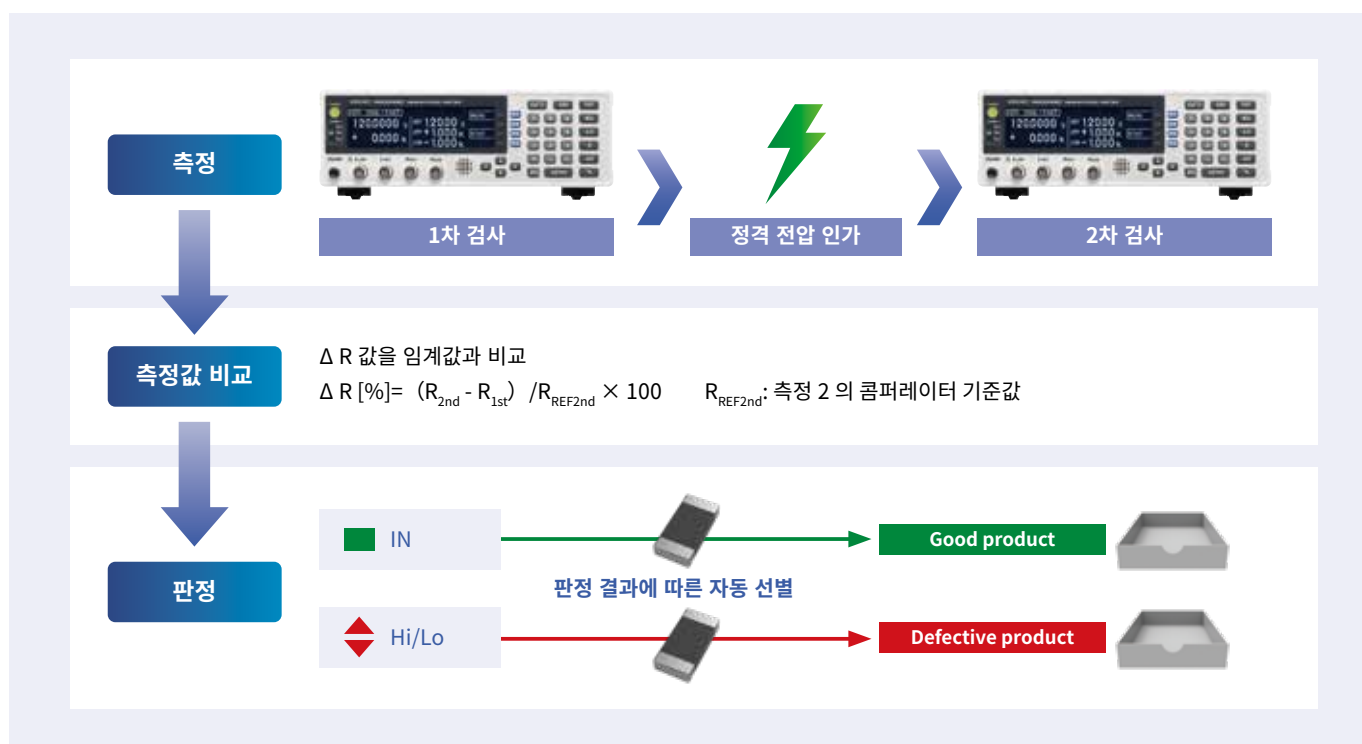 측정
1차 검사
정격 전압 인가
2차 검사
측정값 비교
Δ R 값을 임계값과 비교
Δ R [%]= (R2nd - R1st) /RREF2nd × 100 RREF2nd: 측정 2 의 콤퍼레이터 기준값
판정
IN
Good product
판정 결과에 따른 자동 선별
Hi/Lo
Defective product